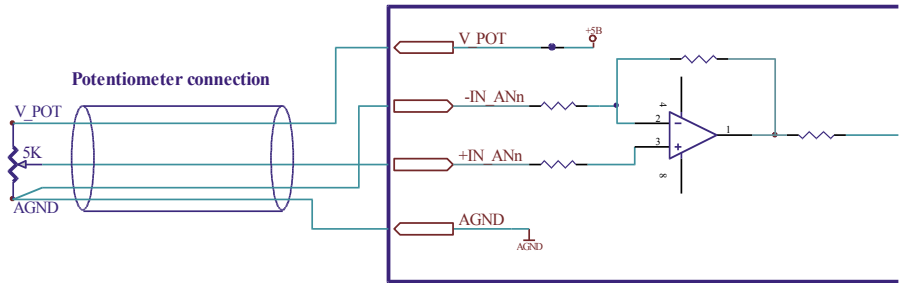 +5B
V_POT
Potentiometer connection
V_POT
-IN_ANn
4
2
1
5K
+IN_ANn
3
8
AGND
AGND
AGND